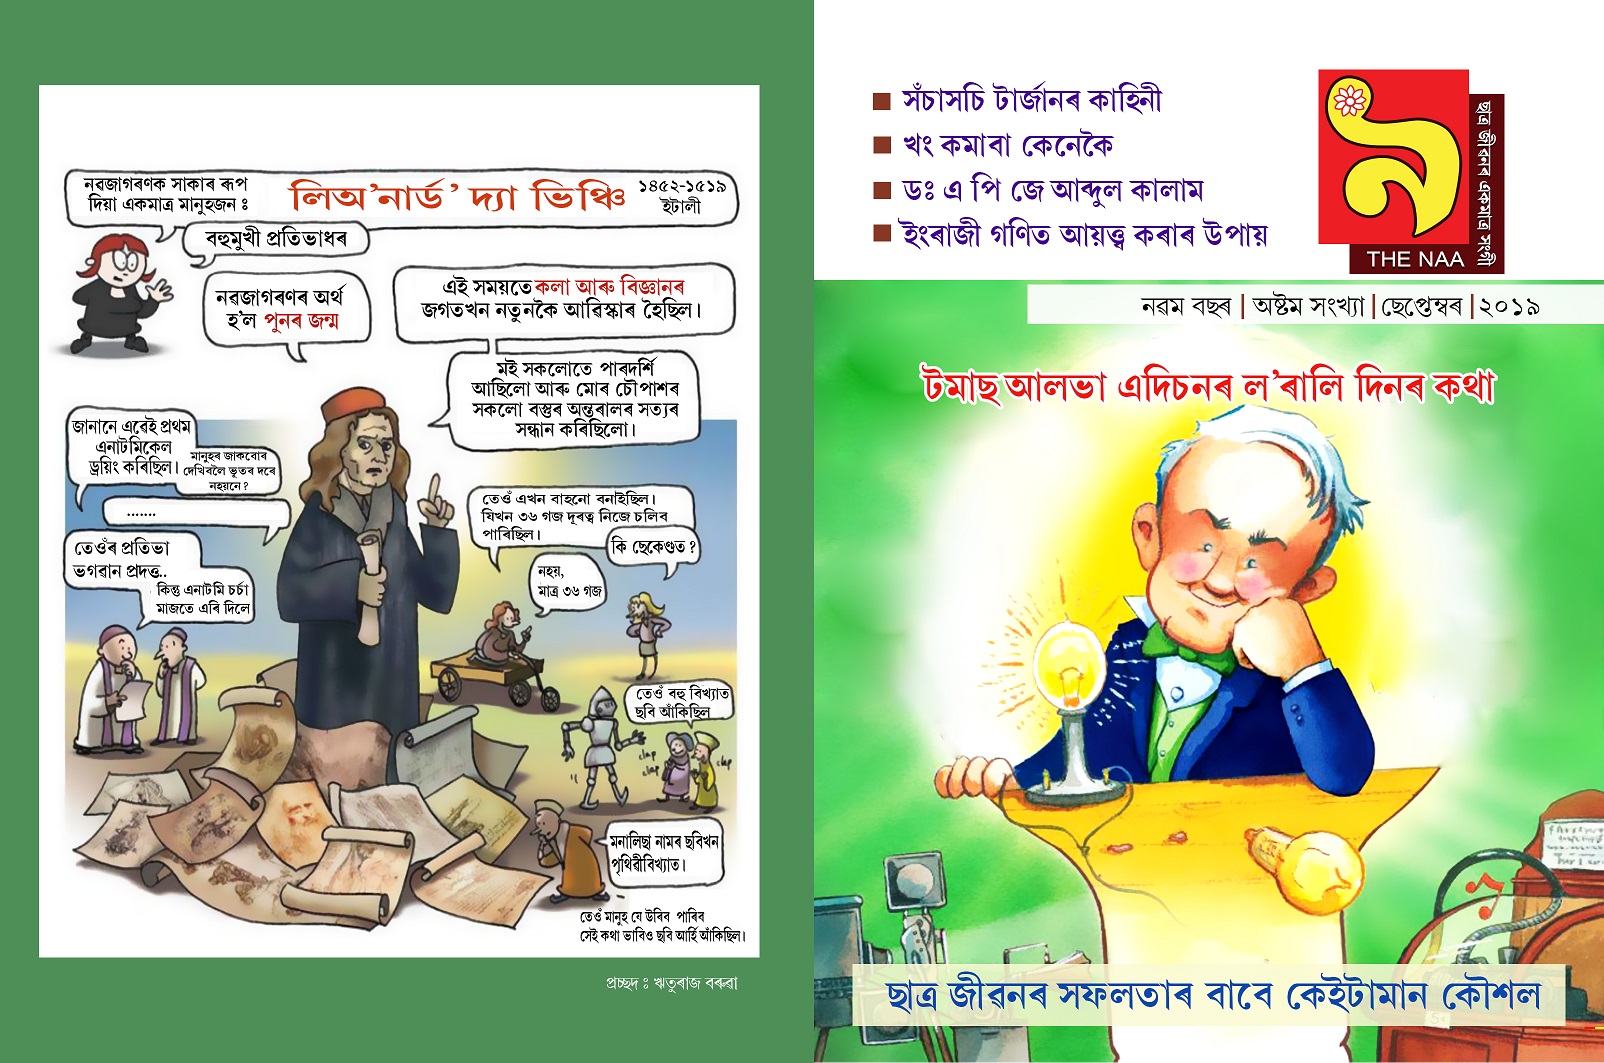 নৱজাগৰণক সাকাৰ ৰূপ
দিয়া একমাত্ৰ মানুহজন ঃ
লিঅ'নাৰ্ড' দ্যা ভিঞ্চি
১৪৫২-১৫১৯
ইটালী
বহুমুখী প্ৰতিভাধৰ
নৱজাগৰণৰ অৰ্থ
হ'ল পুনৰ জন্ম
এই সময়তে কলা আৰু বিজ্ঞানৰ
জগতখন নতুনকৈ আৱিস্কাৰ হৈছিল।
মই সকলোতে পাৰদৰ্শি
আছিলো আৰু মোৰ চৌপাশৰ
সকলো বস্তুৰ অন্তৰালৰ সত্যৰ
সন্ধান কৰিছিলো।
জানানে এৱেঁই প্ৰথম
এনাটমিকেল
ড্ৰয়িং কৰিছিল।
মানুহৰ জাকবোৰ
দেখিবলৈ ভূতৰ দৰে
নহয়নে ?
.......
তেওঁৰ প্ৰতিভা
ভগৱান প্ৰদত্ত..
কিন্তু এনাটমি চৰ্চা
মাজতে এৰি দিলে
তেওঁ এখন বাহনো বনাইছিল।
যিখন ৩৬ গজ দূৰত্ব নিজে চলিব
পাৰিছিল।
কি ছেকেণ্ডত ?
নহয়,
মাত্ৰ ৩৬ গজ
তেওঁ বহু বিখ্যাত
ছবি আঁকিছিল
clap
clap
clap
মনালিছা নামৰ ছবিখন
পৃথিৱীবিখ্যাত।
তেওঁ মানুহ যে উৰিব পাৰিব
সেই কথা ভাবিও ছবি আৰ্হি আঁকিছিল।
প্ৰচ্ছদ ঃ ঋতুৰাজ বৰুৱা
সঁচাসচি টাৰ্জানৰ কাহিনী
খং কমাবা কেনেকৈ
ডঃ এ পি জে আব্দুল কালাম
ইংৰাজী গণিত আয়ত্ত্ব কৰাৰ উপায়
ন
THE NAA
ছাত্ৰ জীৱনৰ একমাত্ৰ সংগী
নৱম বছৰ | অষ্টম সংখ্যা | ছেপ্তেম্বৰ | ২০১৯
টমাছ আলভা এদিচনৰ ল'ৰালি দিনৰ কথা
ছাত্ৰ জীৱনৰ সফলতাৰ বাবে কেইটামান কৌশল